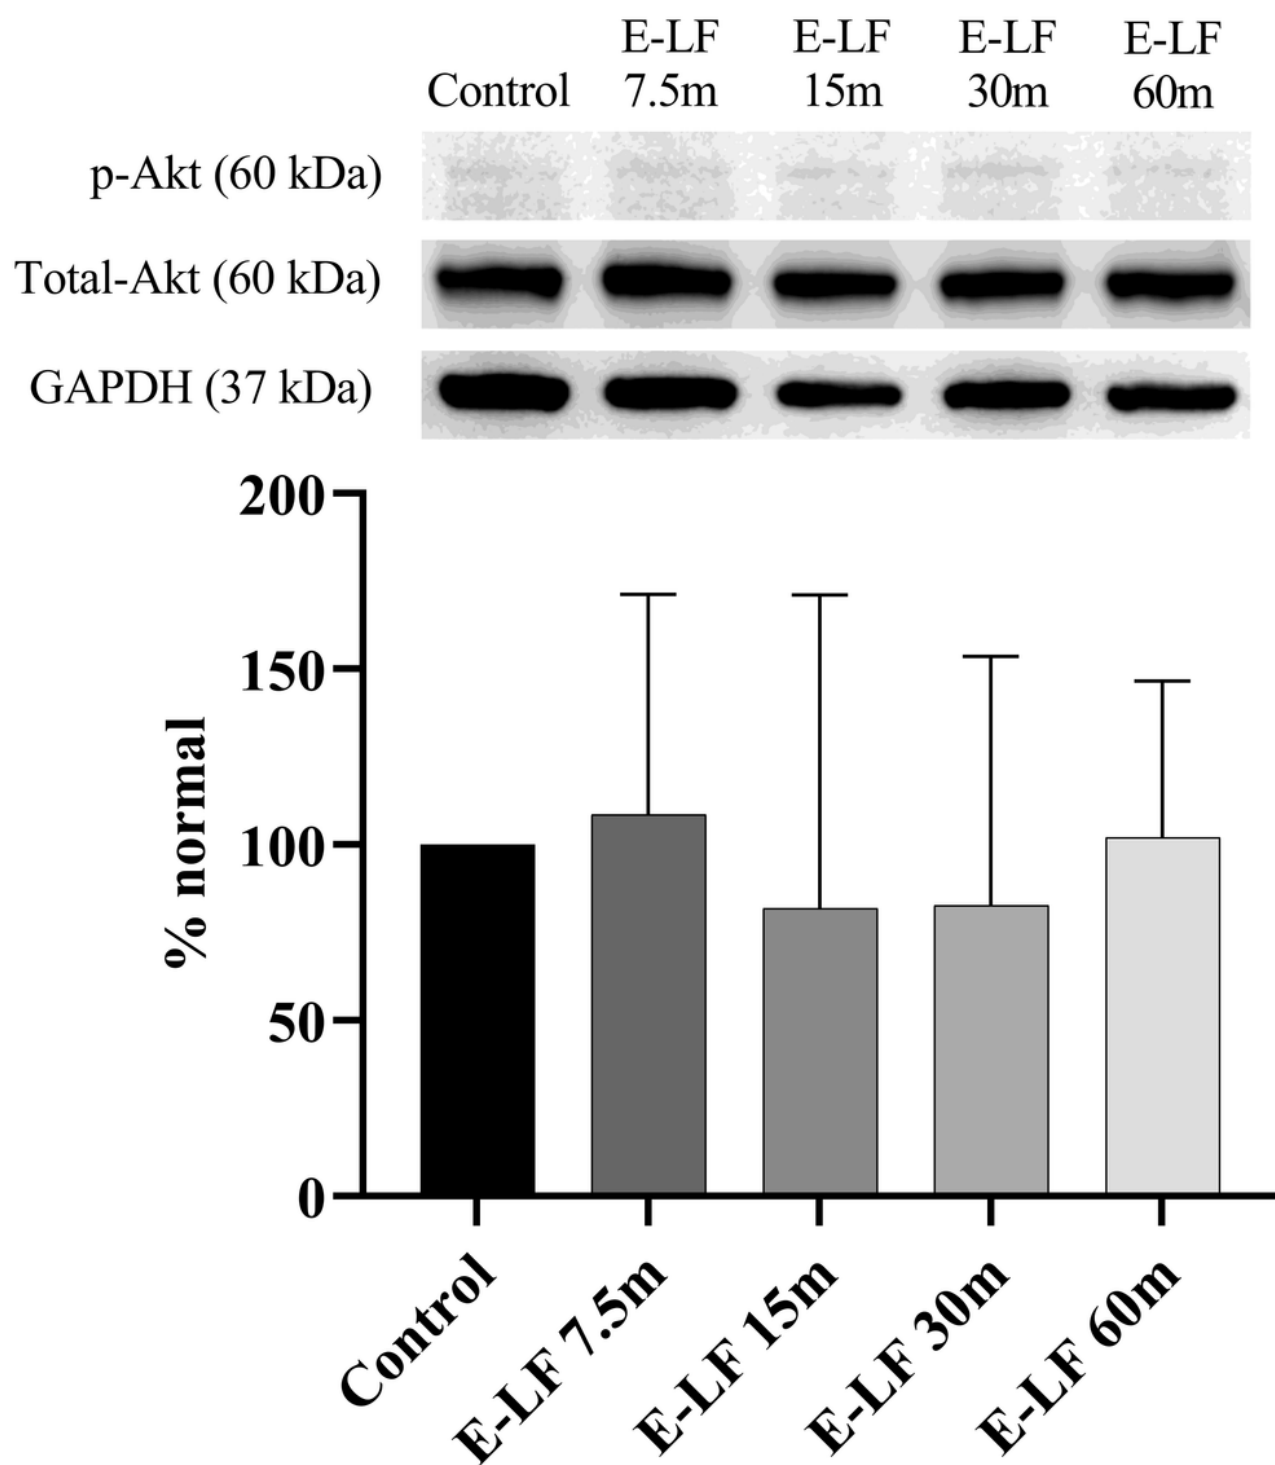 E-LF E-LF E-LF E-LF
Control 7.5m 15m 30m 60m
p-Akt (60 kDa)
Total-Akt (60 kDa)
GAPDH (37 kDa)
200
150
100
50
0
% normal
Control
E-LF 7.5m
E-LF 15m
E-LF 30m
E-LF 60m